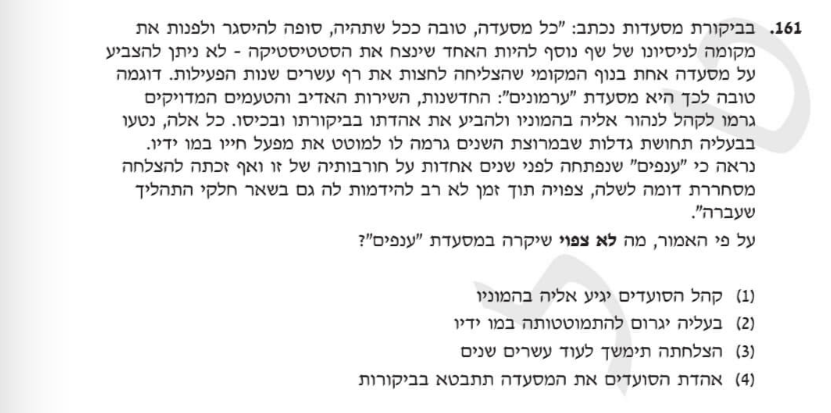 161. בביקורת מסעדות נכתב: "כל מסעדה, טובה ככל שתהיה, סופה להיסגר ולפנות את
מקומה לניסיונו של שף נוסף להיות האחד שינצח את הסטטיסטיקה - לא ניתן להצביע
על מסעדה אחת בנוף המקומי שהצליחה לחצות את רף עשרים שנות הפעילות. דוגמה
טובה לכך היא מסעדת "ערמונים": החדשנות, השירות האדיב והטעמים המדויקים
גרמו לקהל לנהור אליה בהמוניו ולהביע את אהדתו בביקורתו ובכיסו. כל אלה, נטעו
בבעליה תחושת גדלות שבמרוצת השנים גרמה לו למוטט את מפעל חייו במו ידיו.
נראה כי "ענפים" שנפתחה לפני שנים אחדות על חורבותיה של זו ואף זכתה להצלחה
מסחררת דומה לשלה, צפויה תוך זמן לא רב להידמות לה גם בשאר חלקי התהליך
שעברה".
על פי האמור, מה לא צפוי שיקרה במסעדת "ענפים"?
(1) קהל הסועדים יגיע אליה בהמוניו
(2) בעליה יגרום להתמוטטותה במו ידיו
(3) הצלחתה תימשך לעוד עשרים שנים
(4) אהדת הסועדים את המסעדה תתבטא בביקורות